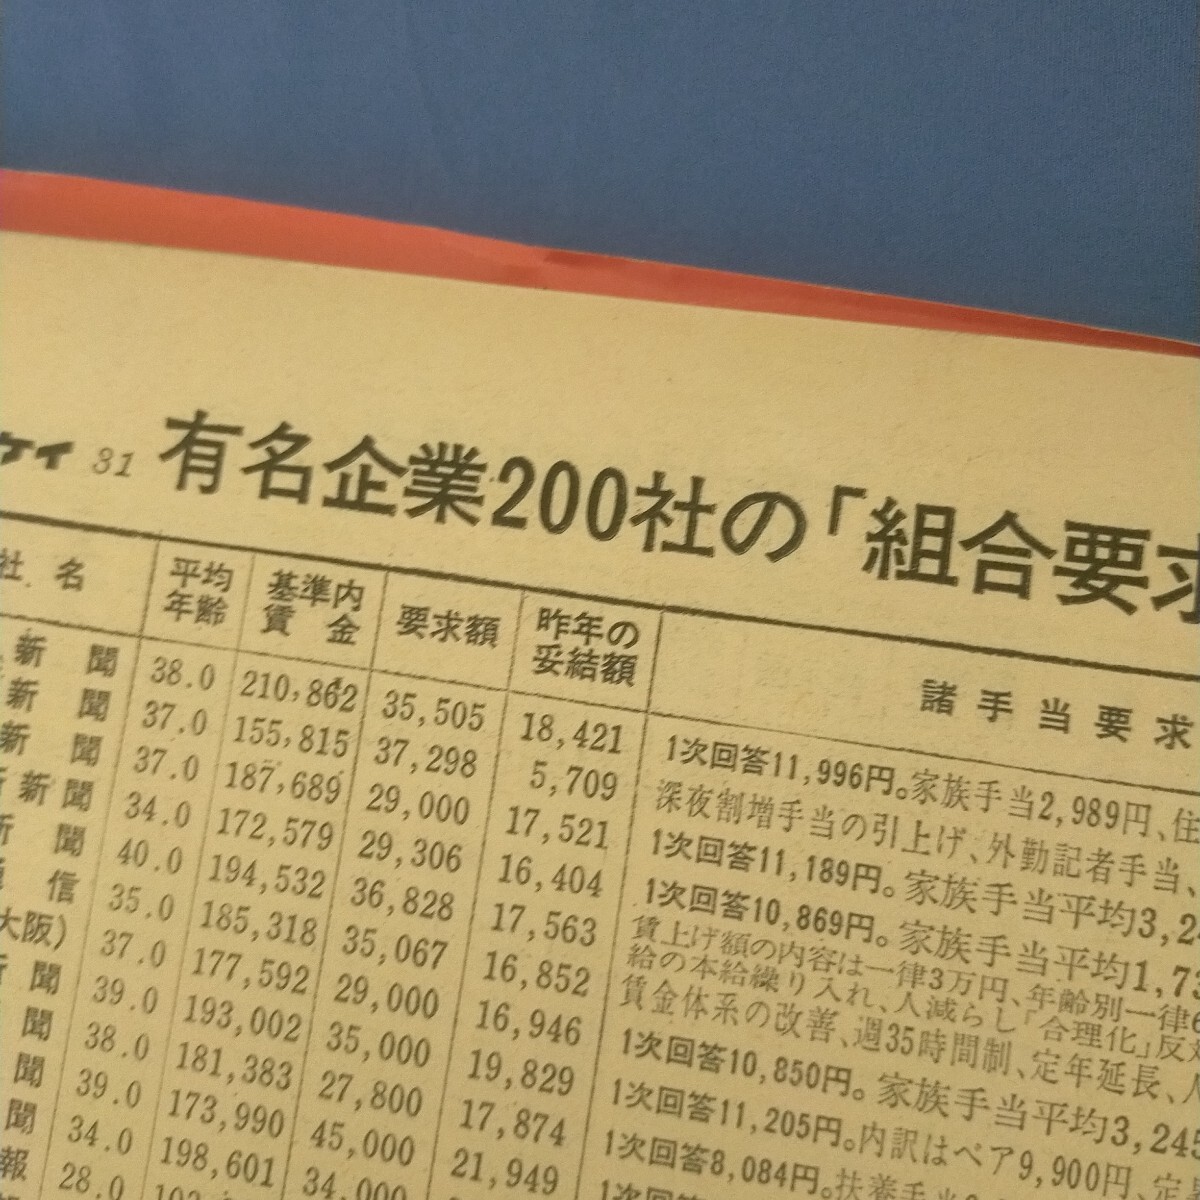 ケイ 31 有名企業200社の「組合要求
社名 平均年齢 基準内賃金 要求額 昨年の妥結額 諸手当要求
新聞 38.0 210,862 35,505 18,421 1次回答11,996円。家族手当2,989円、住
新聞 37.0 155,815 37,298 5,709 深夜割増手当の引上げ、外勤記者手当、
新聞 37.0 187,689 29,000 17,521 1次回答11,189円。家族手当平均3,2
新聞 34.0 172,579 29,306 16,404 1次回答10,869円。家族手当平均1,7
聞 40.0 194,532 36,828 17,563 賃上げ額の内容は一律3万円、年齢別一律
給の本給繰り入れ、人減らし「合理化」反対
通信 35.0 185,318 35,067 16,852 賃金体系の改善、週35時間制、定年延長、
大阪) 37.0 177,592 29,000 16,946 1次回答10,850円。家族手当平均3,245
聞 39.0 193,002 35,000 19,829 1次回答11,205円。内訳はベア9,900円、定
聞 38.0 181,383 27,800 17,874 1次回答8,084円。扶養手当
聞 39.0 173,990 45,000 21,949 1次回答
聞 34.0 198,601 34,000
報 28.0